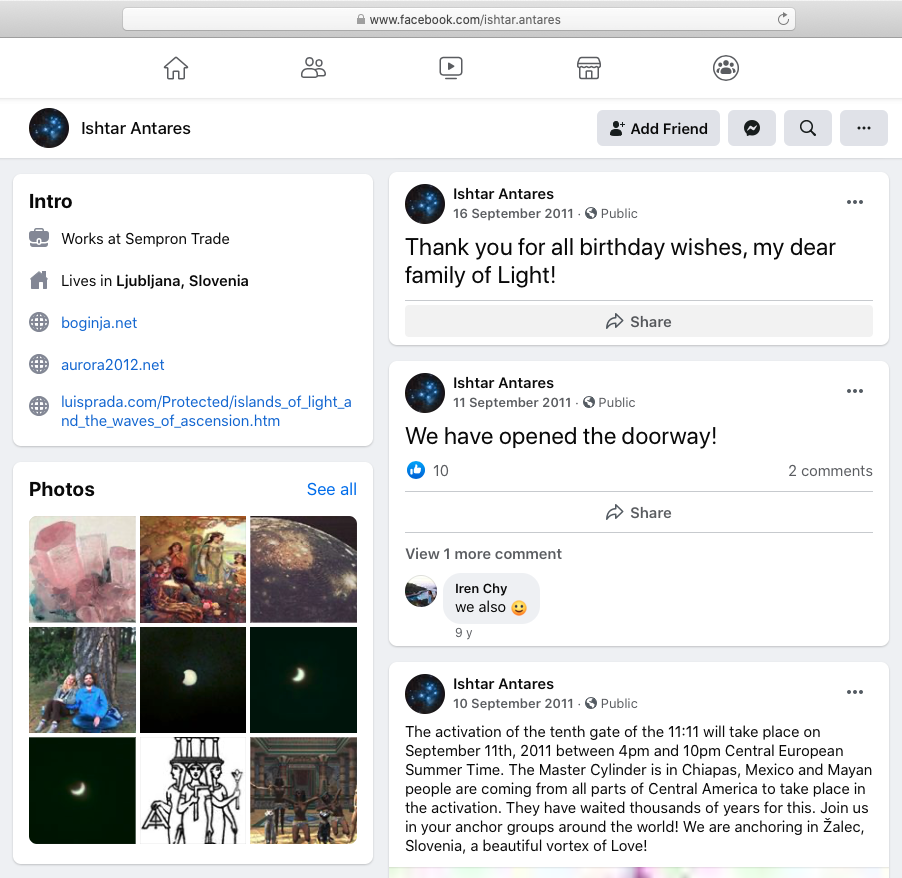 www.facebook.com/ishtar.antares
Ishtar Antares
Add Friend
Intro
Works at Sempron Trade
Lives in Ljubljana, Slovenia
boginja.net
aurora2012.net
luisprada.com/Protected/islands_of_light_a
nd_the_waves_of_ascension.htm
Photos
See all
Ishtar Antares
16 September 2011 · Public
Thank you for all birthday wishes, my dear
family of Light!
Share
Ishtar Antares
11 September 2011 · Public
We have opened the doorway!
10
2 comments
Share
View 1 more comment
Iren Chy
we also 😀
9 y
Ishtar Antares
10 September 2011 · Public
The activation of the tenth gate of the 11:11 will take place on
September 11th, 2011 between 4pm and 10pm Central European
Summer Time. The Master Cylinder is in Chiapas, Mexico and Mayan
people are coming from all parts of Central America to take place in
the activation. They have waited thousands of years for this. Join us
in your anchor groups around the world! We are anchoring in Žalec,
Slovenia, a beautiful vortex of Love!